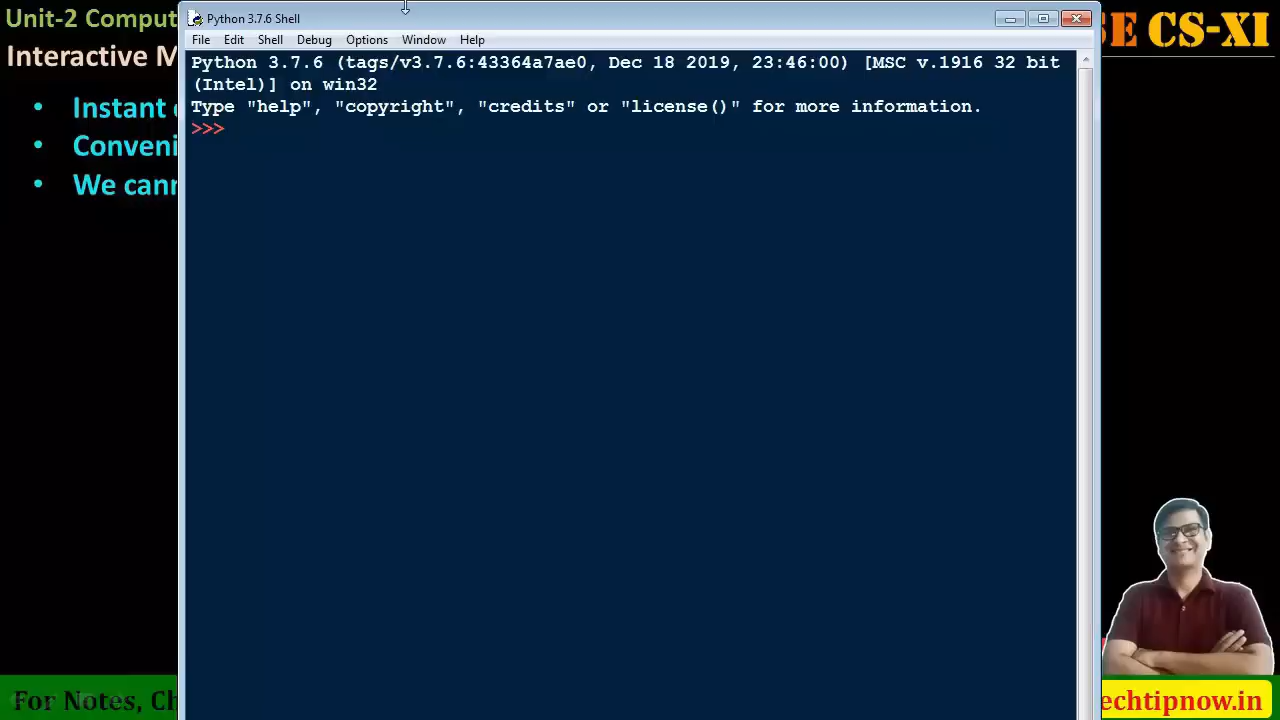 Unit-2 Comput
E CS-XI
Python 3.7.6 Shell
Interactive M
File Edit Shell Debug Options Window Help
Python 3.7.6 (tags/v3.7.6:43364a7ae0, Dec 18 2019, 23:46:00) [MSC v.1916 32 bit
(Intel)] on win32
Type "help", "copyright", "credits" or "license()" for more information.
>>>
• Instant
• Conveni
• We cann
For Notes, Ch
echtipnow.in